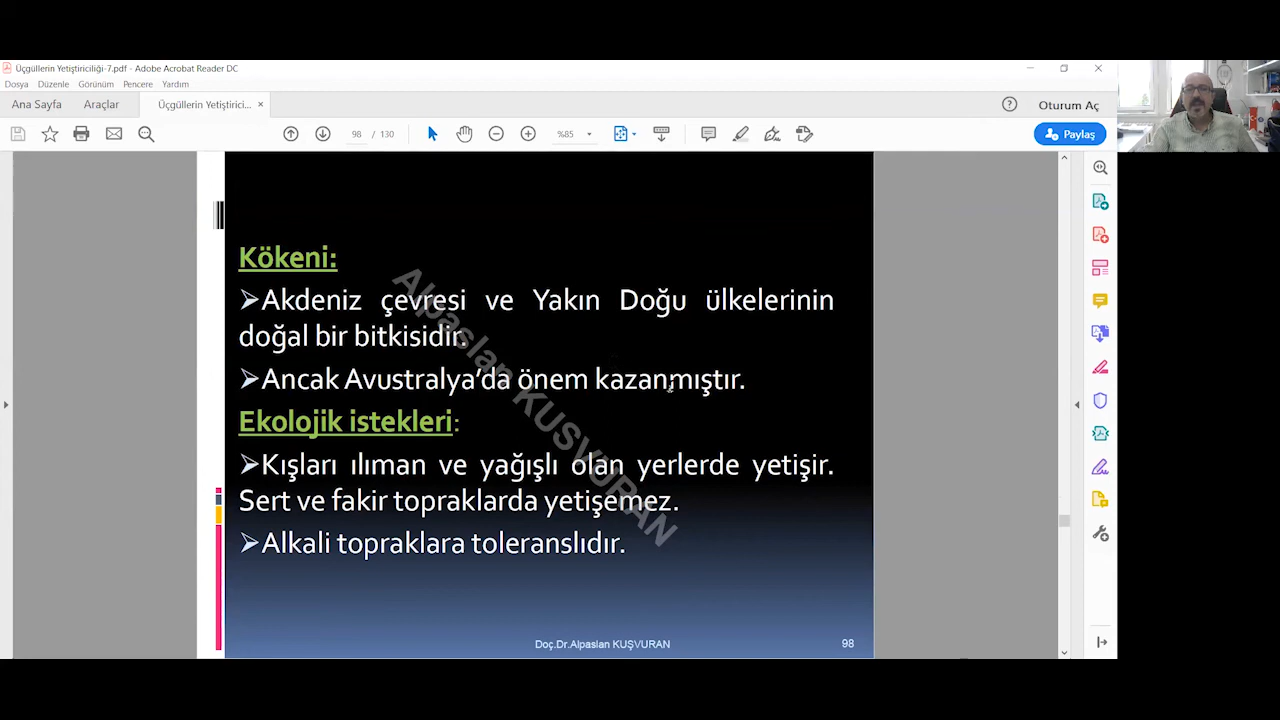 Üçgüllerin Yetiştiriciliği-7.pdf - Adobe Acrobat Reader DC
Dosya Düzenle Görünüm Pencere Yardım
Ana Sayfa Araçlar Üçgüllerin Yetiştirici... × Oturum Aç
98 / 130 %85 Paylaş
Kökeni:
➢Akdeniz çevresi ve Yakın Doğu ülkelerinin
doğal bir bitkisidir.
➢Ancak Avustralya’da önem kazanmıştır.
Ekolojik istekleri:
➢Kışları ılıman ve yağışlı olan yerlerde yetişir.
Sert ve fakir topraklarda yetişemez.
➢Alkali topraklara toleranslıdır.
Alpaslan KUŞVURAN
Doç.Dr.Alpaslan KUŞVURAN 98